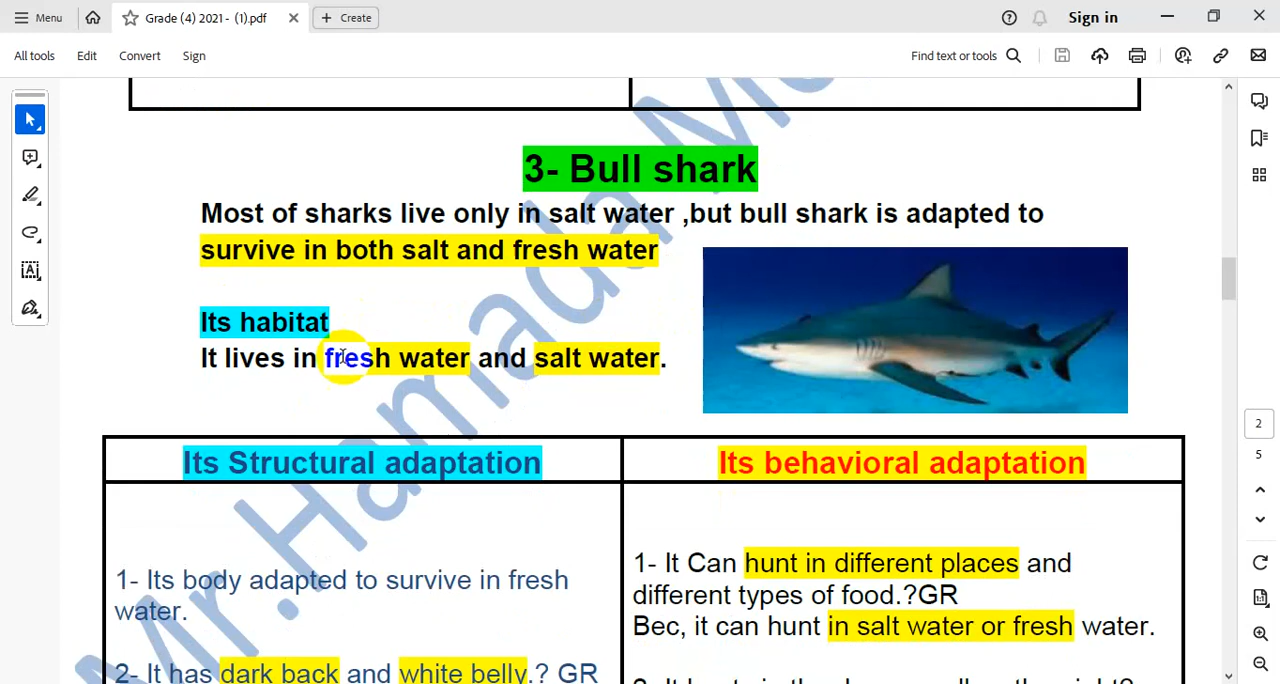 Menu
Grade (4) 2021 - (1).pdf
Create
Sign in
All tools
Edit
Convert
Sign
Find text or tools
3- Bull shark
Most of sharks live only in salt water ,but bull shark is adapted to
survive in both salt and fresh water
Its habitat
It lives in fresh water and salt water.
Its Structural adaptation
Its behavioral adaptation
1- Its body adapted to survive in fresh
water.
2- It has dark back and white belly.? GR
1- It Can hunt in different places and
different types of food.?GR
Bec, it can hunt in salt water or fresh water.
2
5
Mr.Hamada M